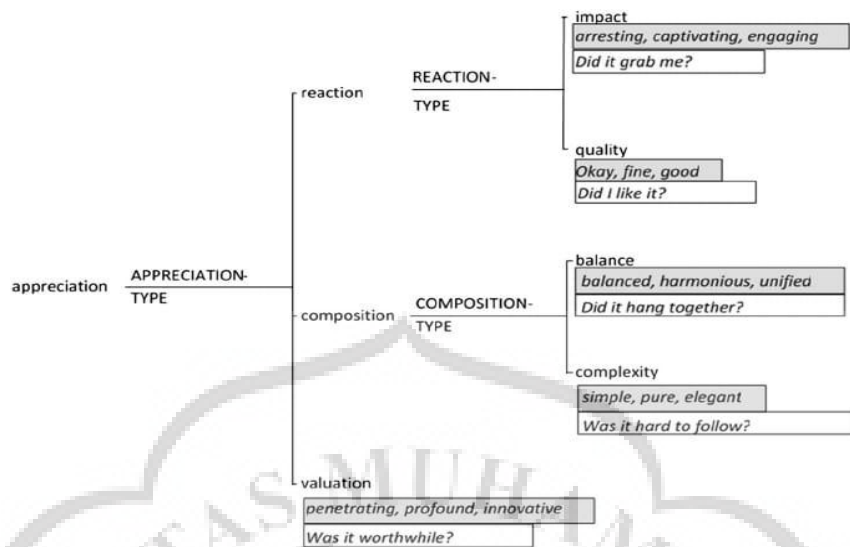 impact
arresting, captivating, engaging
Did it grab me?
reaction
REACTION-
TYPE
quality
Okay, fine, good
Did I like it?
appreciation
APPRECIATION-
TYPE
balance
balanced, harmonious, unified
Did it hang together?
composition
COMPOSITION-
TYPE
complexity
simple, pure, elegant
Was it hard to follow?
valuation
penetrating, profound, innovative
Was it worthwhile?
TAS MUHAM